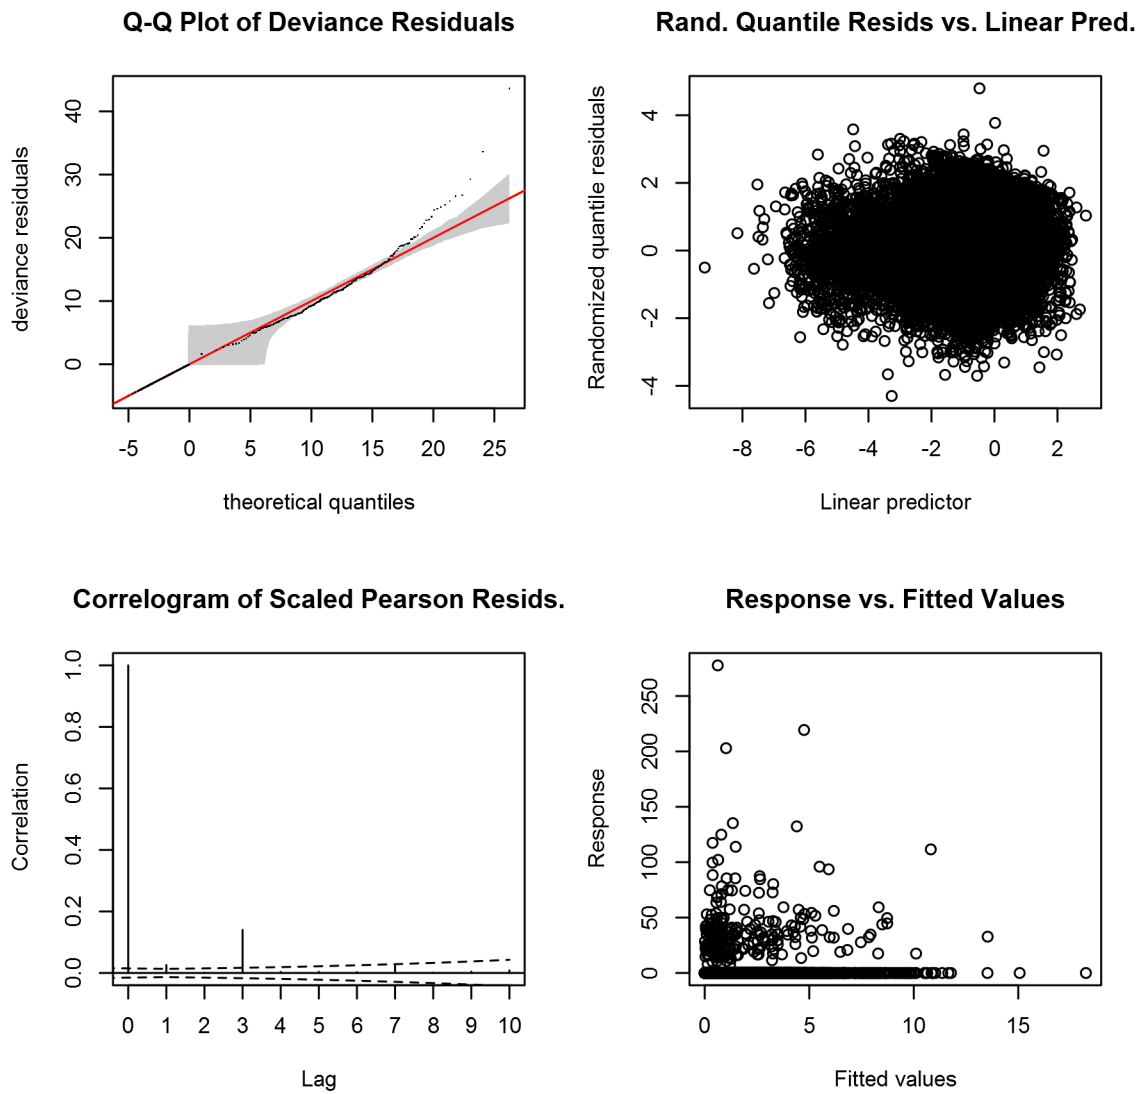 Q-Q Plot of Deviance Residuals
deviance residuals
40
30
20
10
0
-5 0 5 10 15 20 25
theoretical quantiles
Rand. Quantile Resids vs. Linear Pred.
Randomized quantile residuals
4
2
0
-2
-4
-8 -6 -4 -2 0 2
Linear predictor
Correlogram of Scaled Pearson Resids.
Correlation
1.0
0.8
0.6
0.4
0.2
0.0
0 1 2 3 4 5 6 7 8 9 10
Lag
Response vs. Fitted Values
Response
250
200
150
100
50
0
0 5 10 15
Fitted values